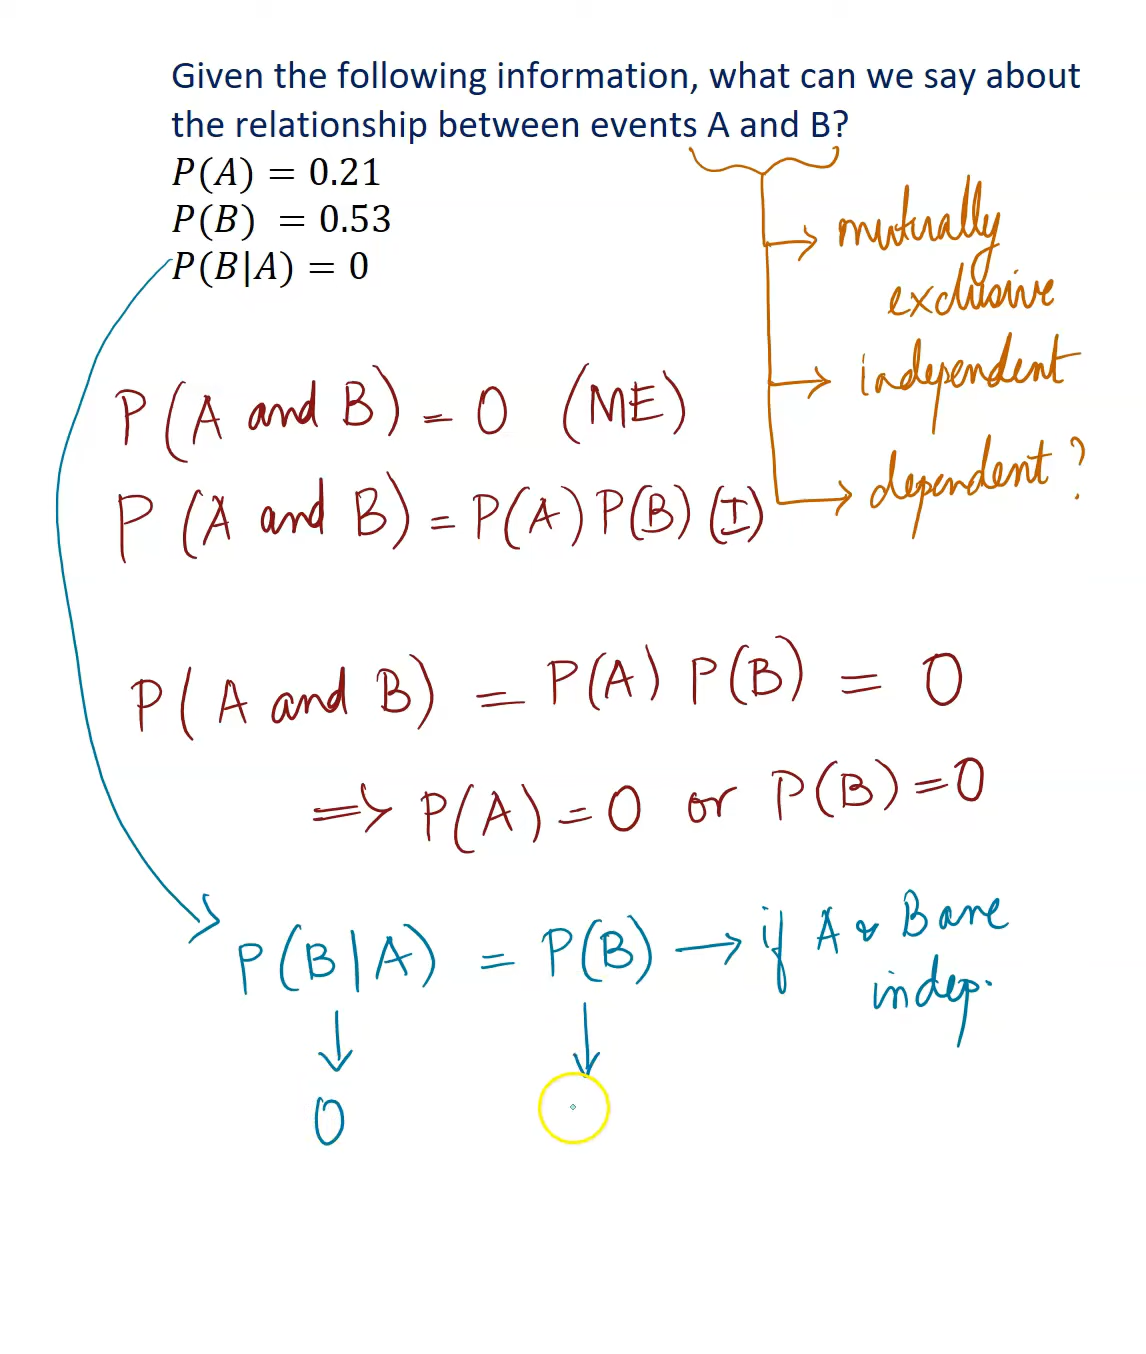 Given the following information, what can we say about
the relationship between events A and B?
P(A) = 0.21
P(B) = 0.53
P(B|A) = 0
mutually
exclusive
independent
dependent?
P(A and B) = 0 (ME)
P(A and B) = P(A) P(B) (I)
P(A and B) = P(A) P(B) = 0
⇒ P(A) = 0 or P(B) = 0
P(B|A) = P(B) → if A & B are
indep.
0